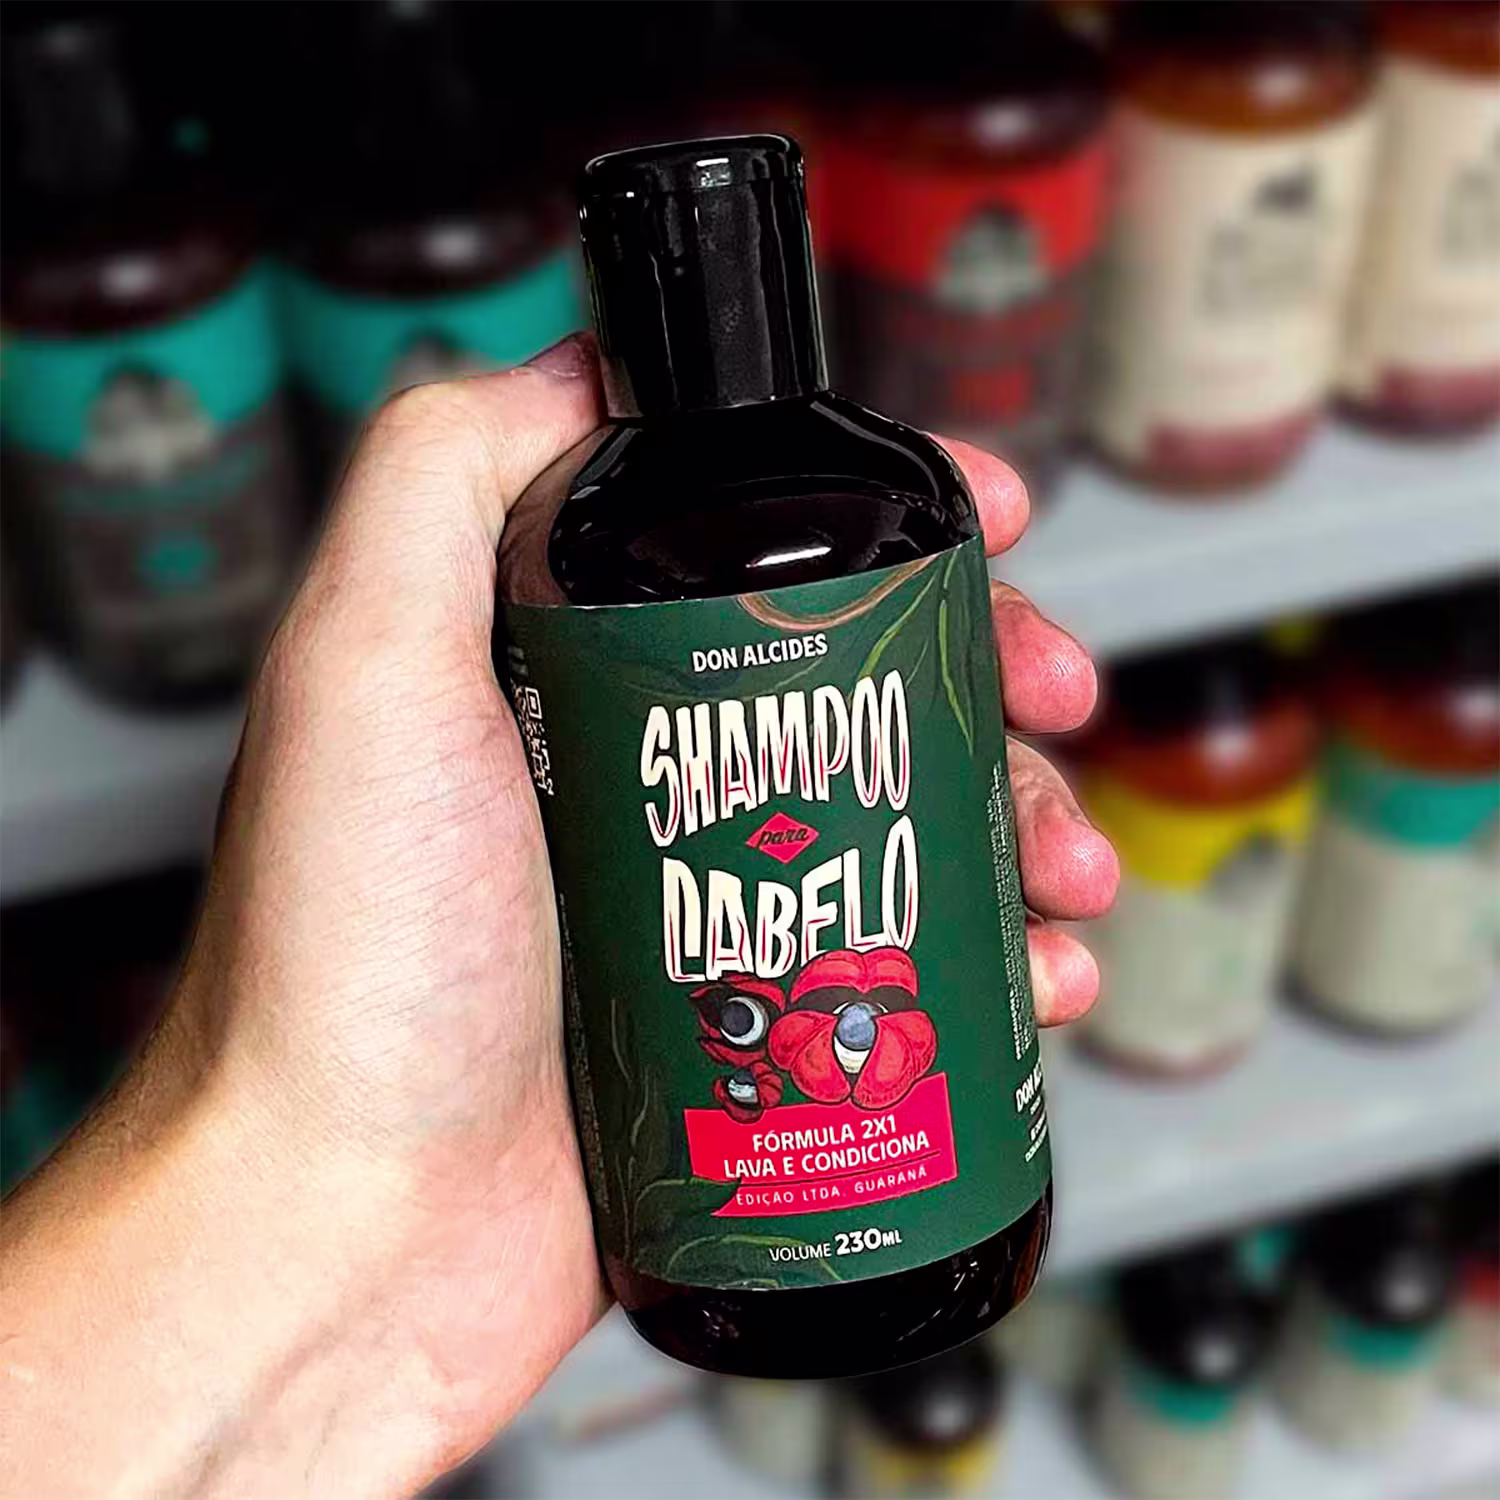 DON ALCIDES
SHAMPOO
para
CABELO
FÓRMULA 2X1
LAVA E CONDICIONA
EDIÇÃO LTDA. GUARANÁ
VOLUME 230ML